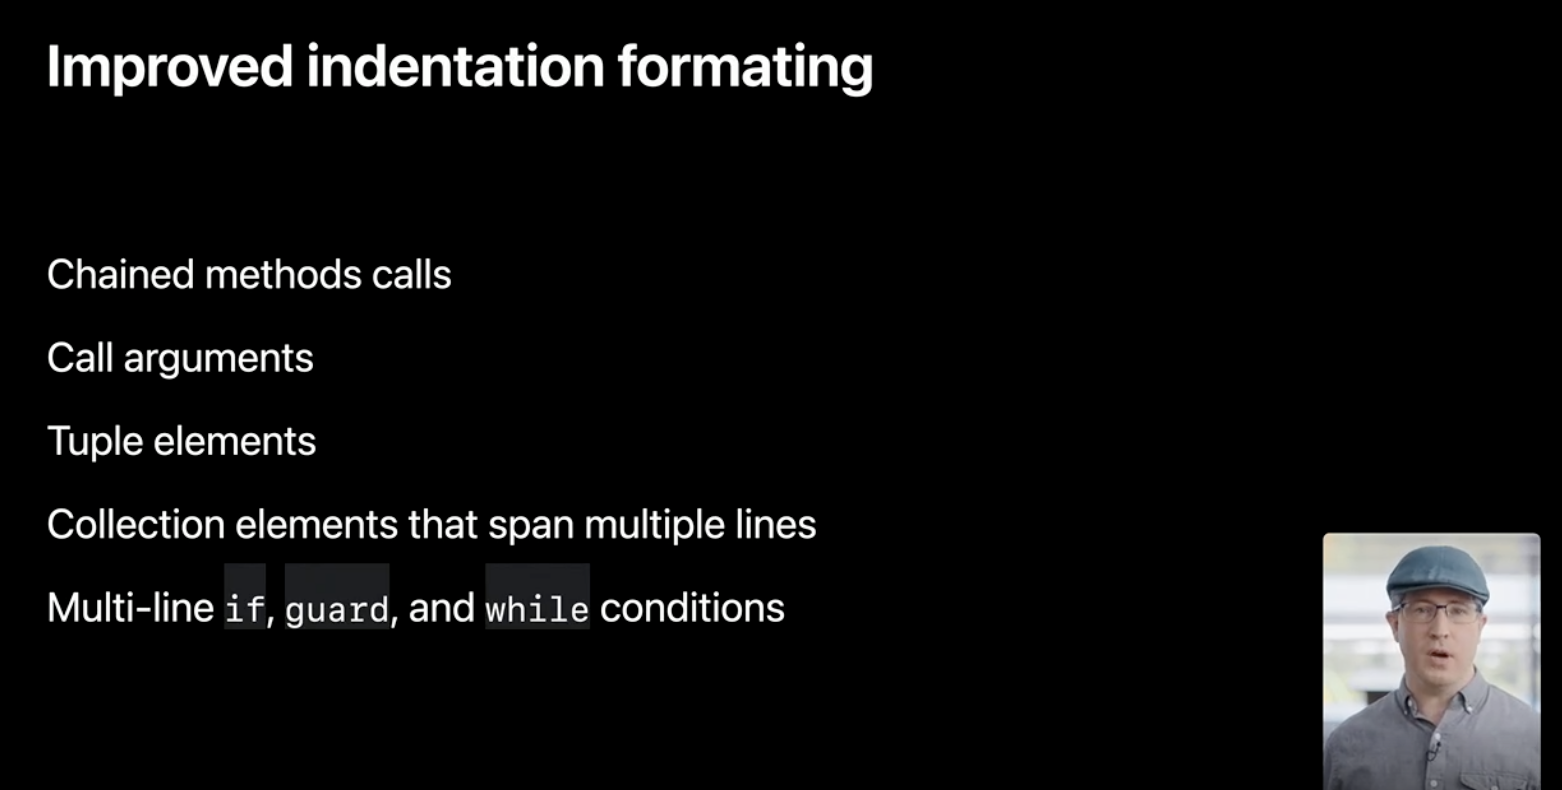 Improved indentation formating
Chained methods calls
Call arguments
Tuple elements
Collection elements that span multiple lines
Multi-line if, guard, and while conditions